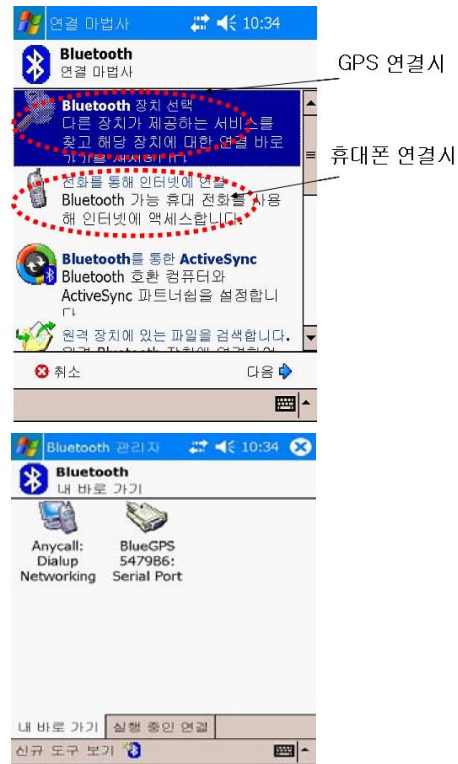 연결 마법사 10:34
Bluetooth
연결 마법사
GPS 연결시
Bluetooth 장치 선택
다른 장치가 제공하는 서비스를
찾고 해당 장치에 대한 연결 바로
휴대폰 연결시
전화를 통해 인터넷에 연결
Bluetooth 가능 휴대 전화를 사용
해 인터넷에 액세스합니다.
Bluetooth를 통한 ActiveSync
Bluetooth 호환 컴퓨터와
ActiveSync 파트너쉽을 설정합니
원격 장치에 있는 파일을 검색합니다.
취소 다음
Bluetooth 관리자 10:34
Bluetooth
내 바로 가기
Anycall: BlueGPS
Dialup 5479B6:
Networking Serial Port
내 바로 가기 실행 중인 연결
신규 도구 보기